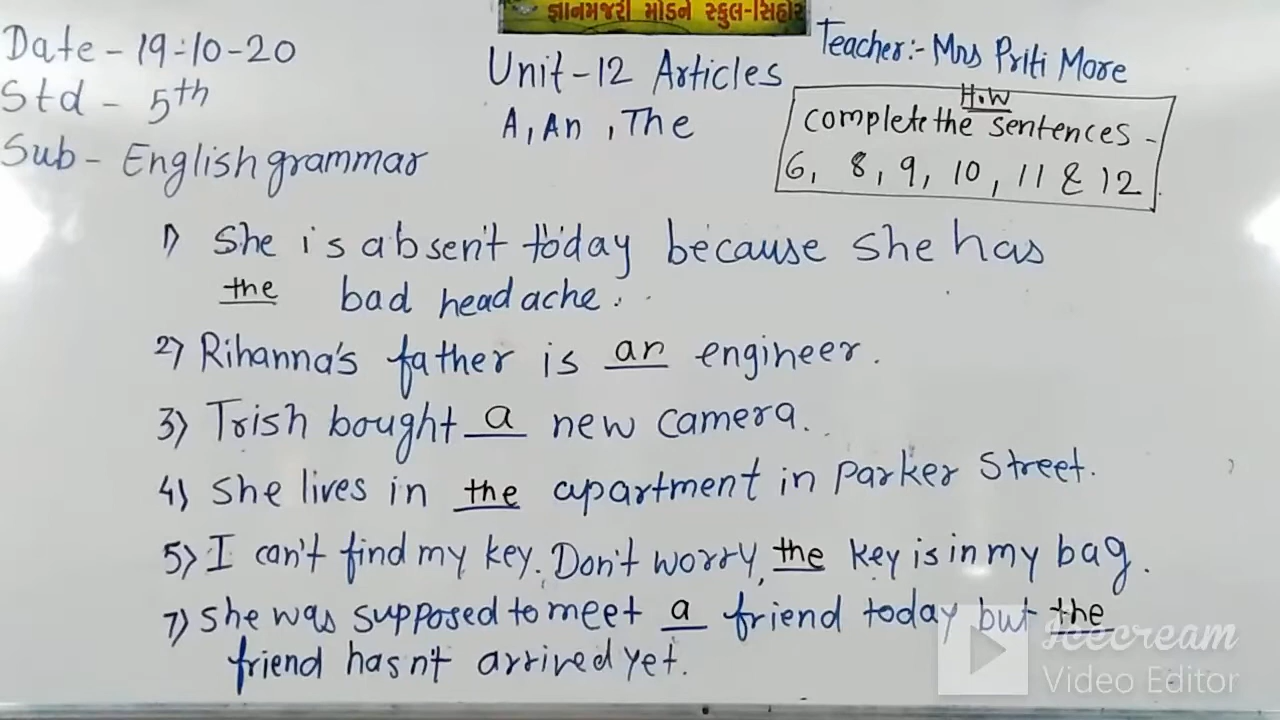 જ્ઞાનમંજરી મોડર્ન સ્કુલ-સિહોર
Date - 19-10-20
Std - 5th
Sub - English grammar
Unit-12 Articles
A, An, The
Teacher:- Mrs Priti More
H.W
complete the sentences -
6, 8, 9, 10, 11 & 12
1) She is absent today because she has
the bad headache.
2) Rihanna's father is an engineer.
3) Trish bought a new camera.
4) She lives in the apartment in Parker Street.
5) I can't find my key. Don't worry, the key is in my bag.
7) She was supposed to meet a friend today but the
friend hasn't arrived yet.
Icecream
Video Editor